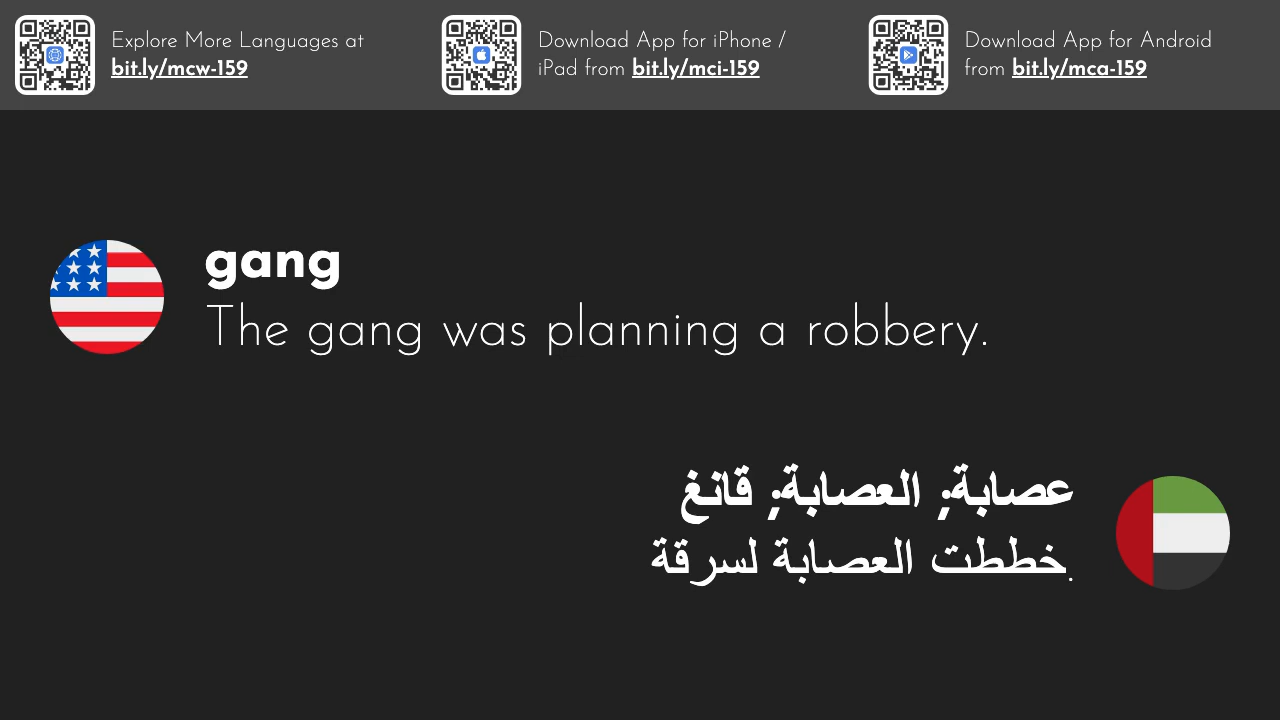 Explore More Languages at
bit.ly/mcw-159
Download App for iPhone /
iPad from bit.ly/mci-159
Download App for Android
from bit.ly/mca-159
gang
The gang was planning a robbery.
عصابة; العصابة; قانغ
خططت العصابة لسرقة.